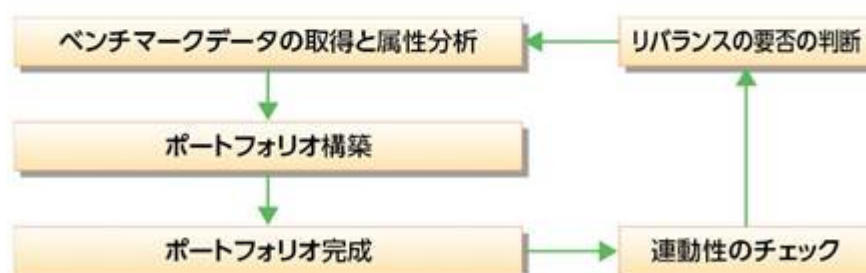 ベンチマークデータの取得と属性分析
リバランスの要否の判断
ポートフォリオ構築
ポートフォリオ完成
連動性のチェック